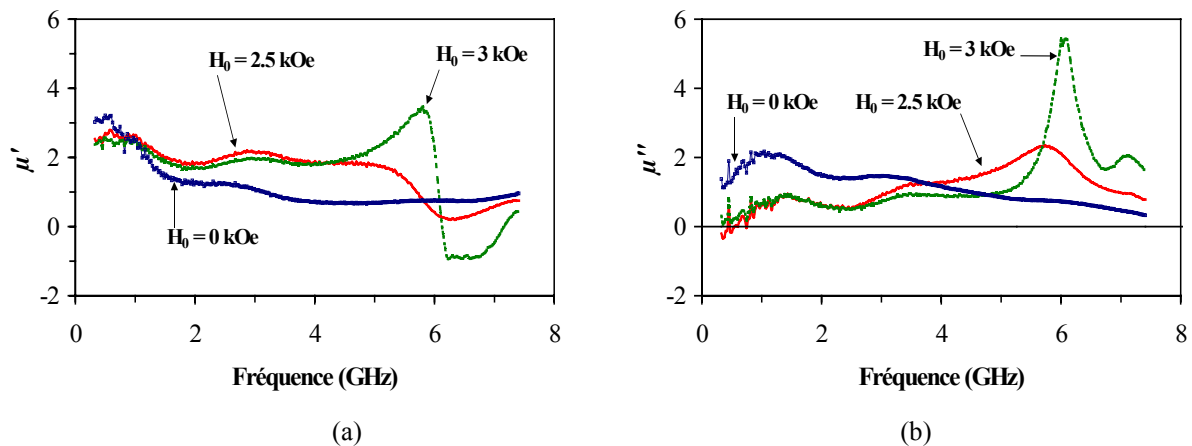 6
4
2
0
-2
μ'
H₀ = 2.5 kOe
H₀ = 3 kOe
H₀ = 0 kOe
0 2 4 6 8
Fréquence (GHz)
(a)
6
4
2
0
-2
μ''
H₀ = 3 kOe
H₀ = 0 kOe
H₀ = 2.5 kOe
0 2 4 6 8
Fréquence (GHz)
(b)